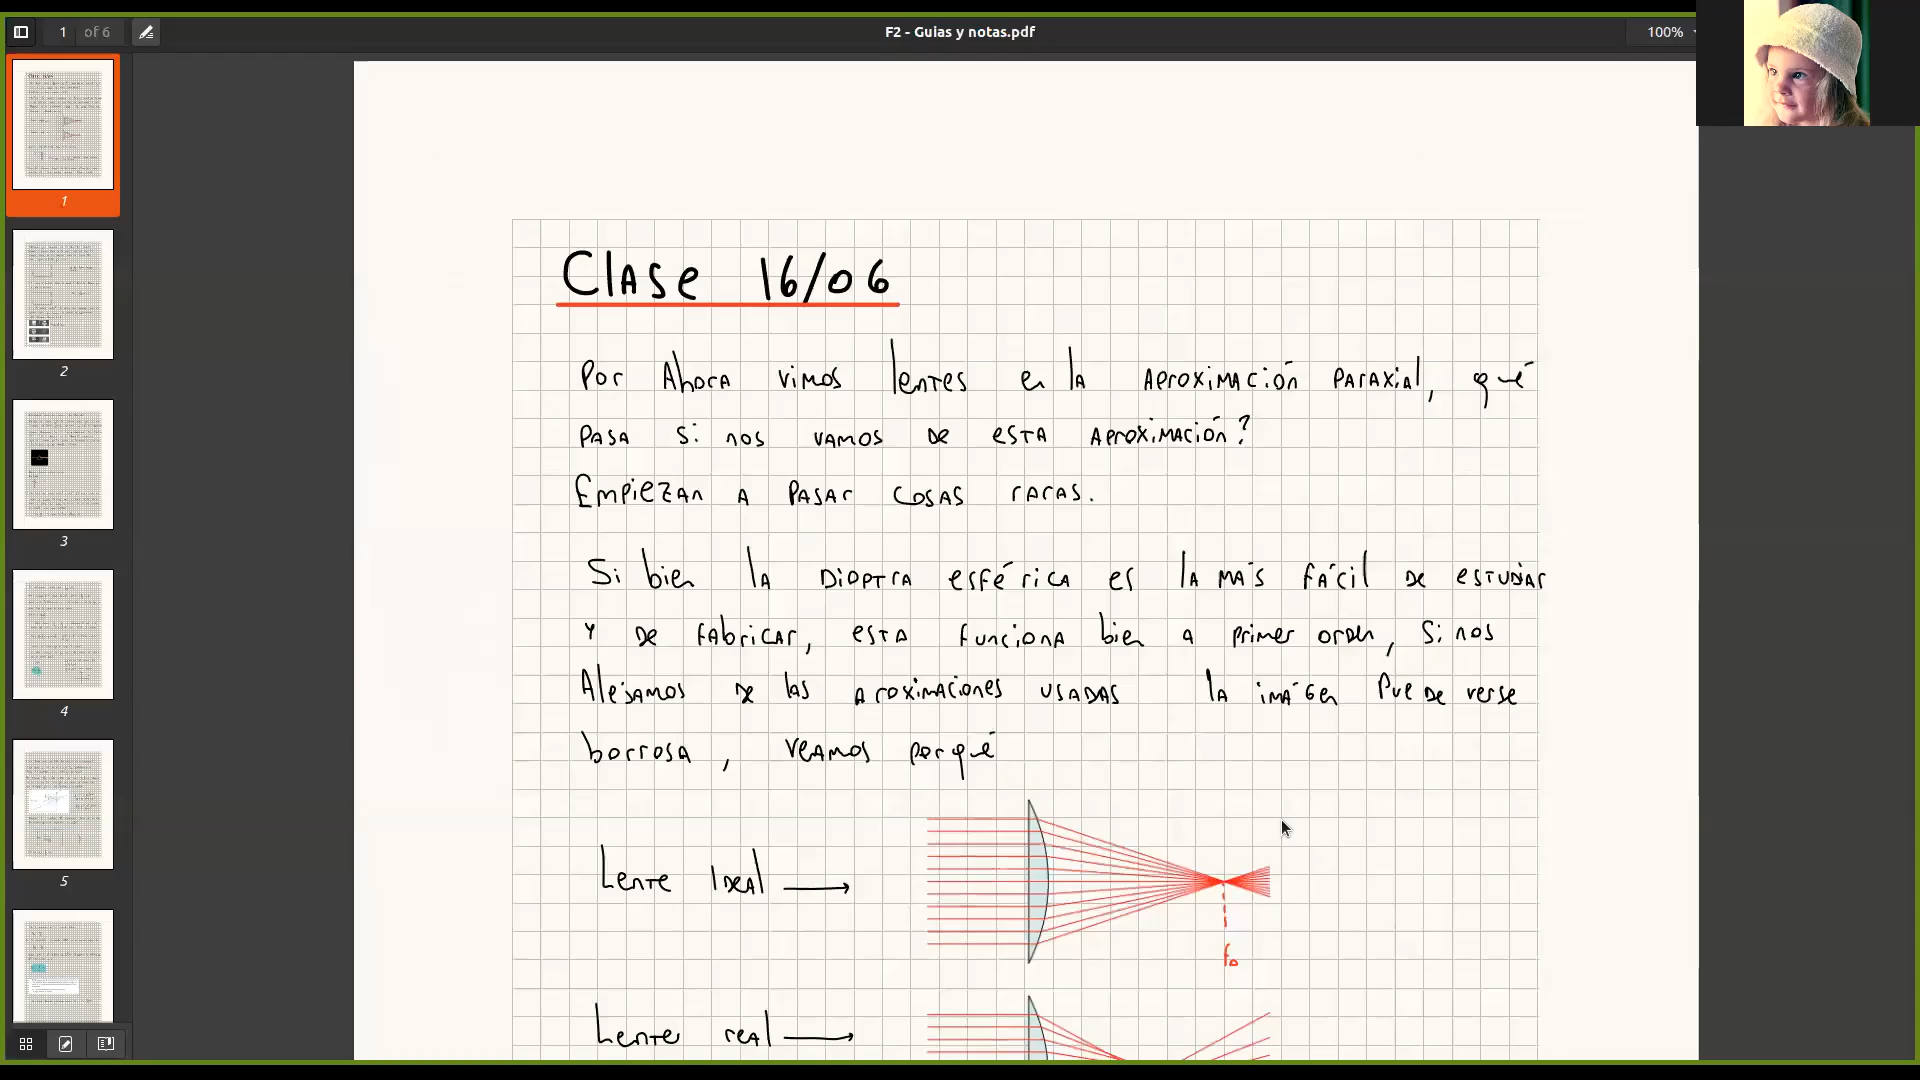 1 of 6
F2 - Guias y notas.pdf
100%
1
2
3
4
5
Clase 16/06
Por Ahora vimos lentes en la aproximación paraxial, qué
pasa si nos vamos de esta aproximación?
Empiezan a pasar cosas raras.
Si bien la dioptra esférica es la más fácil de estudiar
y de fabricar, esta funciona bien a primer orden, si nos
Alejamos de las aroximaciones usadas la imágen puede verse
borrosa, veamos porqué
Lente ideal
Lente real